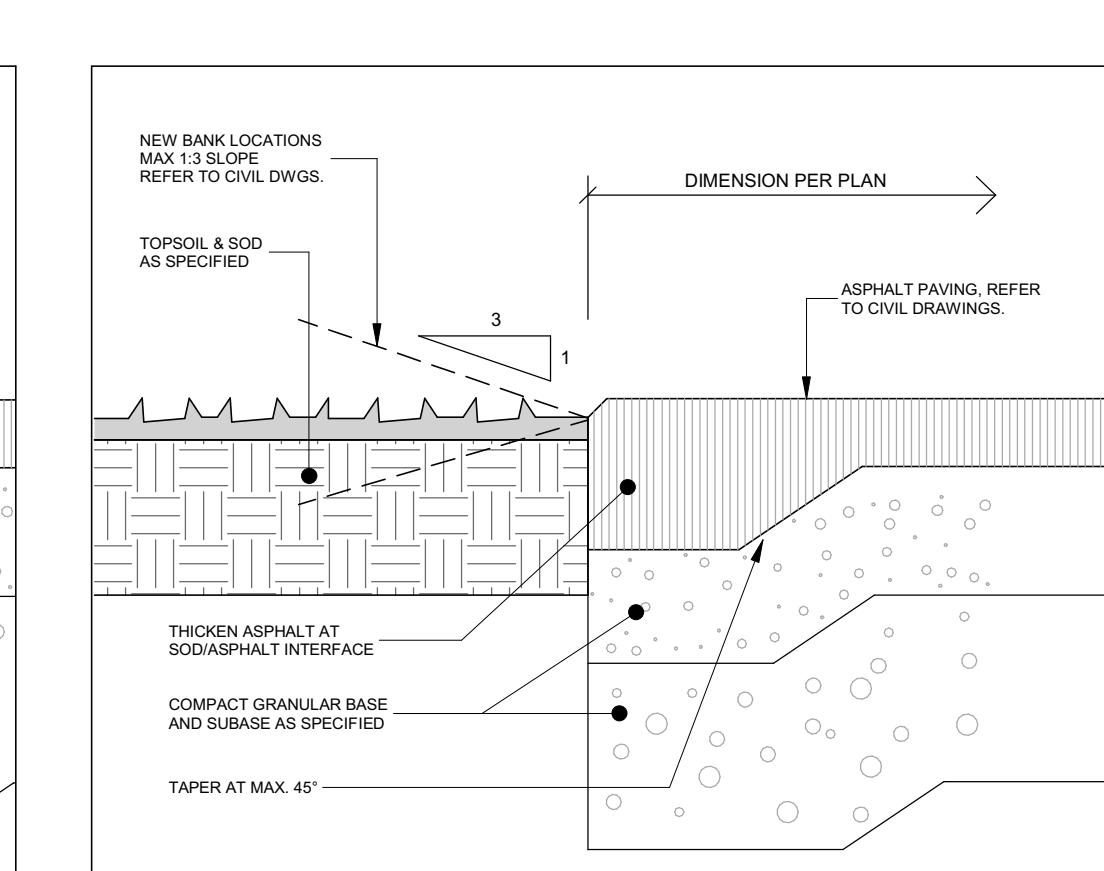 NEW BANK LOCATIONS
MAX 1:3 SLOPE
REFER TO CIVIL DWGS.
DIMENSION PER PLAN
TOPSOIL & SOD
AS SPECIFIED
ASPHALT PAVING, REFER
TO CIVIL DRAWINGS.
3
1
THICKEN ASPHALT AT
SOD/ASPHALT INTERFACE
COMPACT GRANULAR BASE
AND SUBASE AS SPECIFIED
TAPER AT MAX. 45°